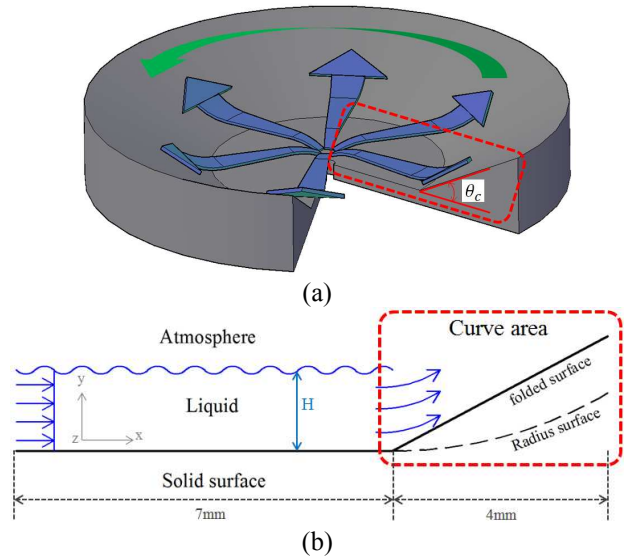 θc
(a)
Atmosphere
Curve area
y
Liquid
H
z
x
folded surface
Radius surface
Solid surface
7mm
4mm
(b)